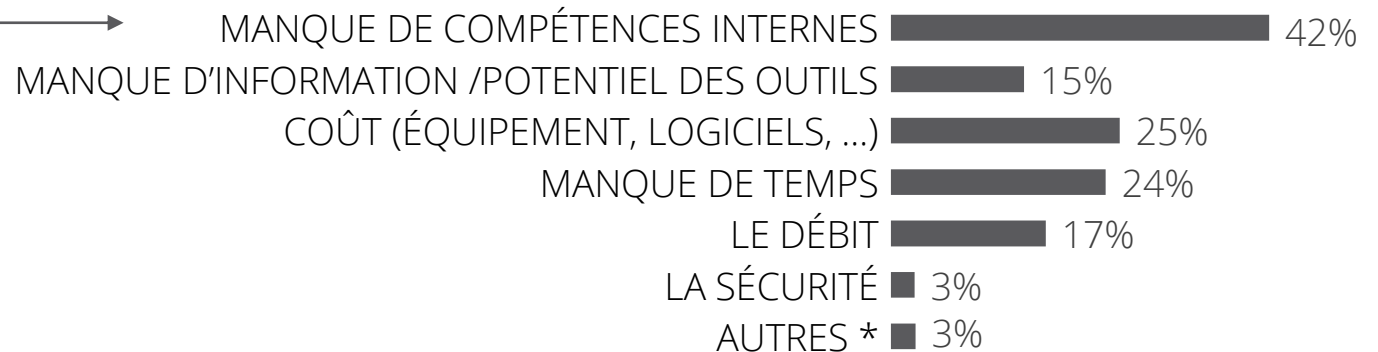 MANQUE DE COMPÉTENCES INTERNES 42%
MANQUE D’INFORMATION /POTENTIEL DES OUTILS 15%
COÛT (ÉQUIPEMENT, LOGICIELS, ...) 25%
MANQUE DE TEMPS 24%
LE DÉBIT 17%
LA SÉCURITÉ 3%
AUTRES * 3%